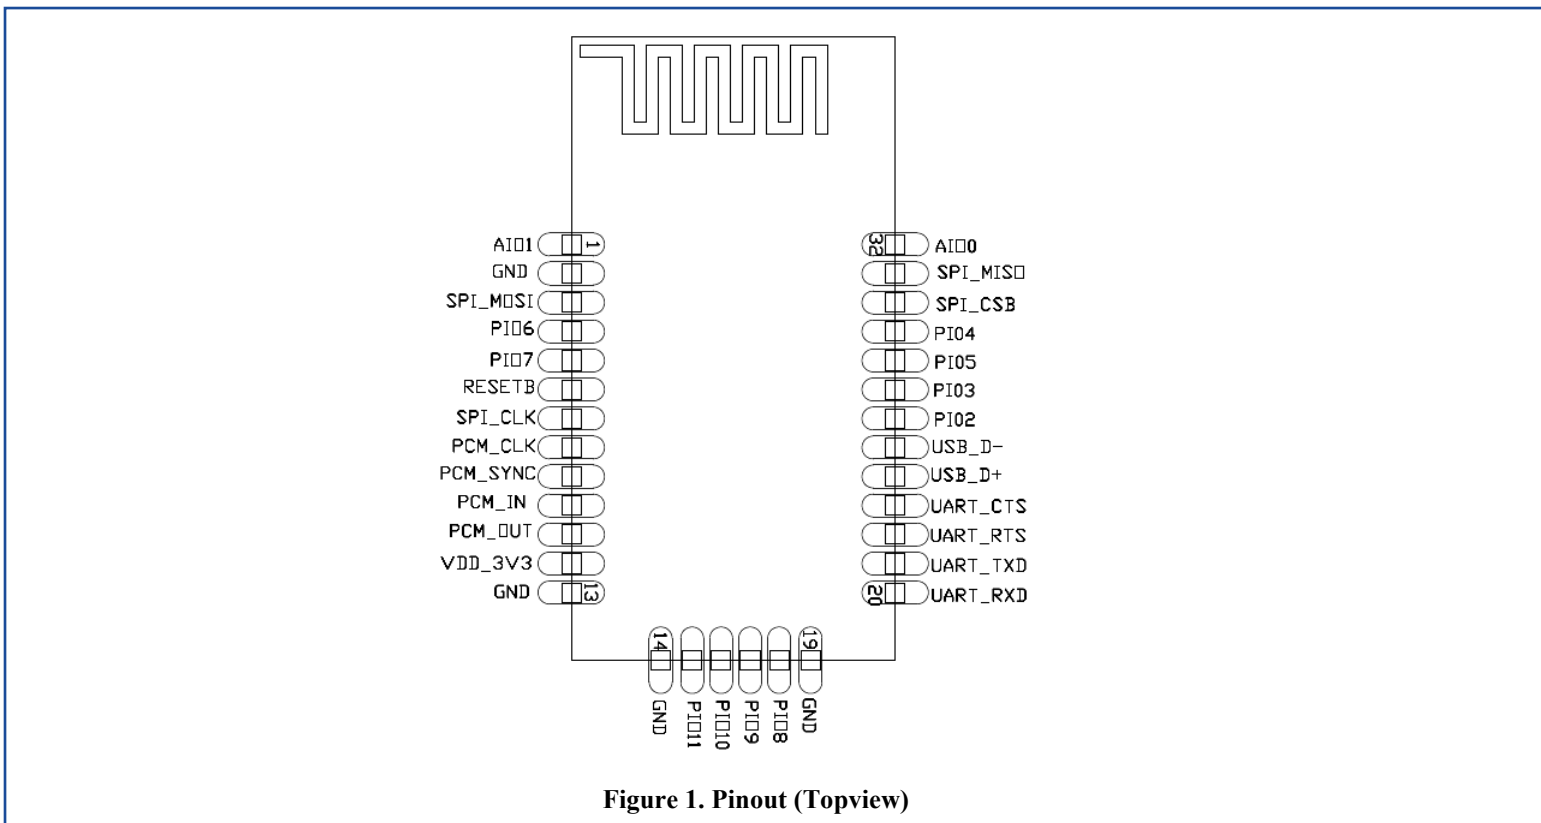 AIO1 1 32 AIO0
GND SPI_MISO
SPI_MOSI SPI_CSB
PIO6 PIO4
PIO7 PIO5
RESETB PIO3
SPI_CLK PIO2
PCM_CLK USB_D-
PCM_SYNC USB_D+
PCM_IN UART_CTS
PCM_OUT UART_RTS
VDD_3V3 UART_TXD
GND 13 20 UART_RXD
14 19
GND PIO11 PIO10 PIO9 PIO8 GND
Figure 1. Pinout (Topview)